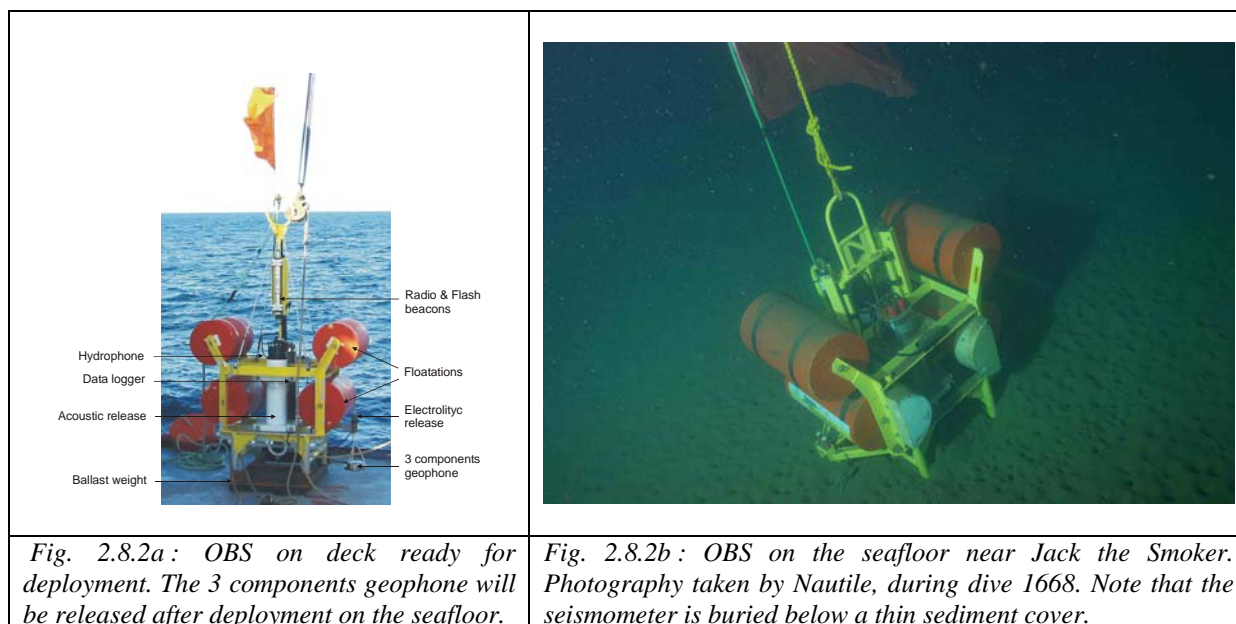 Radio & Flash
beacons
Hydrophone
Data logger
Floatations
Acoustic release
Electrolityc
release
3 components
geophone
Ballast weight
Fig. 2.8.2a : OBS on deck ready for
deployment. The 3 components geophone will
be released after deployment on the seafloor.
Fig. 2.8.2b : OBS on the seafloor near Jack the Smoker.
Photography taken by Nautile, during dive 1668. Note that the
seismometer is buried below a thin sediment cover.